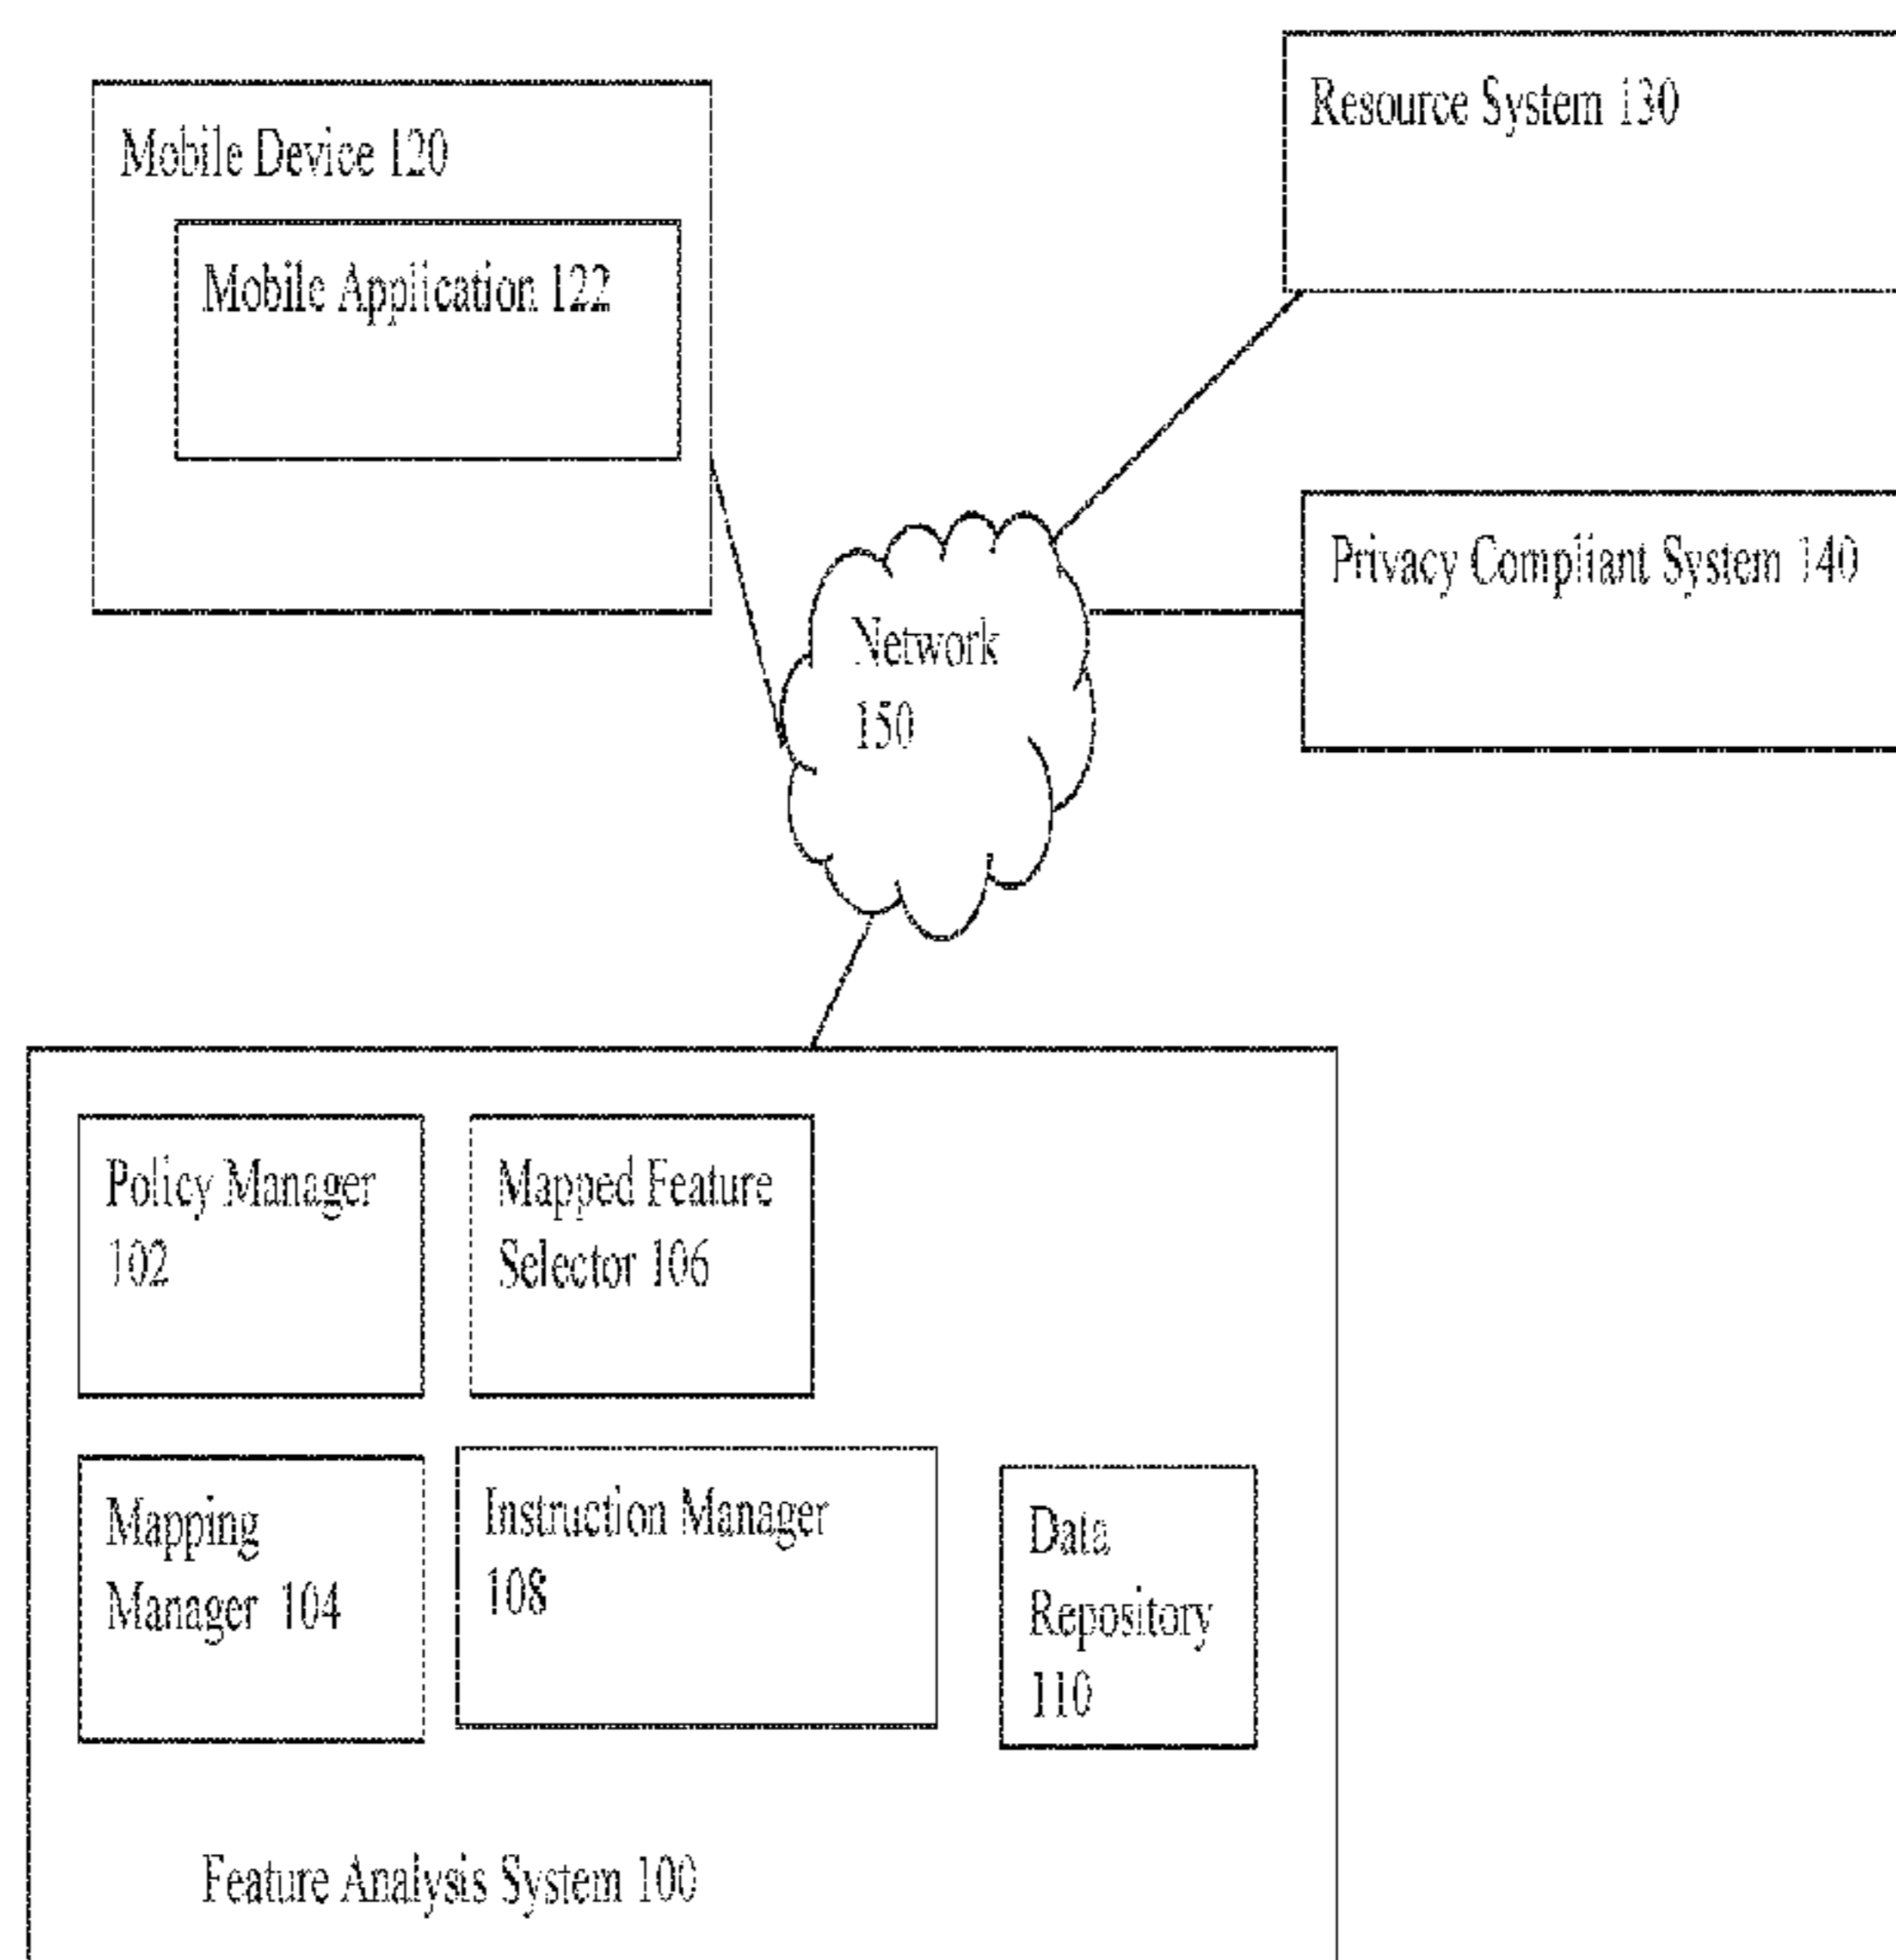 Mobile Device 120
Mobile Application 122
Resource System 130
Privacy Compliant System 140
Network
150
Policy Manager
102
Mapped Feature
Selector 106
Mapping
Manager 104
Instruction Manager
108
Data
Repository
110
Feature Analysis System 100